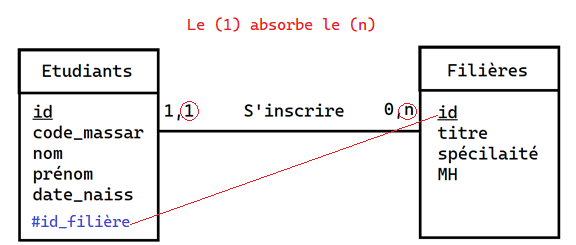 Le (1) absorbe le (n)
Etudiants
id
code_massar
nom
prénom
date_naiss
#id_filière
1,1
S'inscrire
0,n
Filières
id
titre
spécilaité
MH